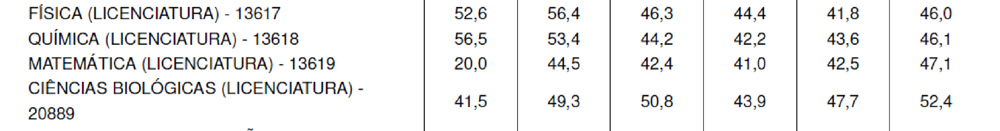 FÍSICA (LICENCIATURA) - 13617 52,6 56,4 46,3 44,4 41,8 46,0
QUÍMICA (LICENCIATURA) - 13618 56,5 53,4 44,2 42,2 43,6 46,1
MATEMÁTICA (LICENCIATURA) - 13619 20,0 44,5 42,4 41,0 42,5 47,1
CIÊNCIAS BIOLÓGICAS (LICENCIATURA) -
20889 41,5 49,3 50,8 43,9 47,7 52,4